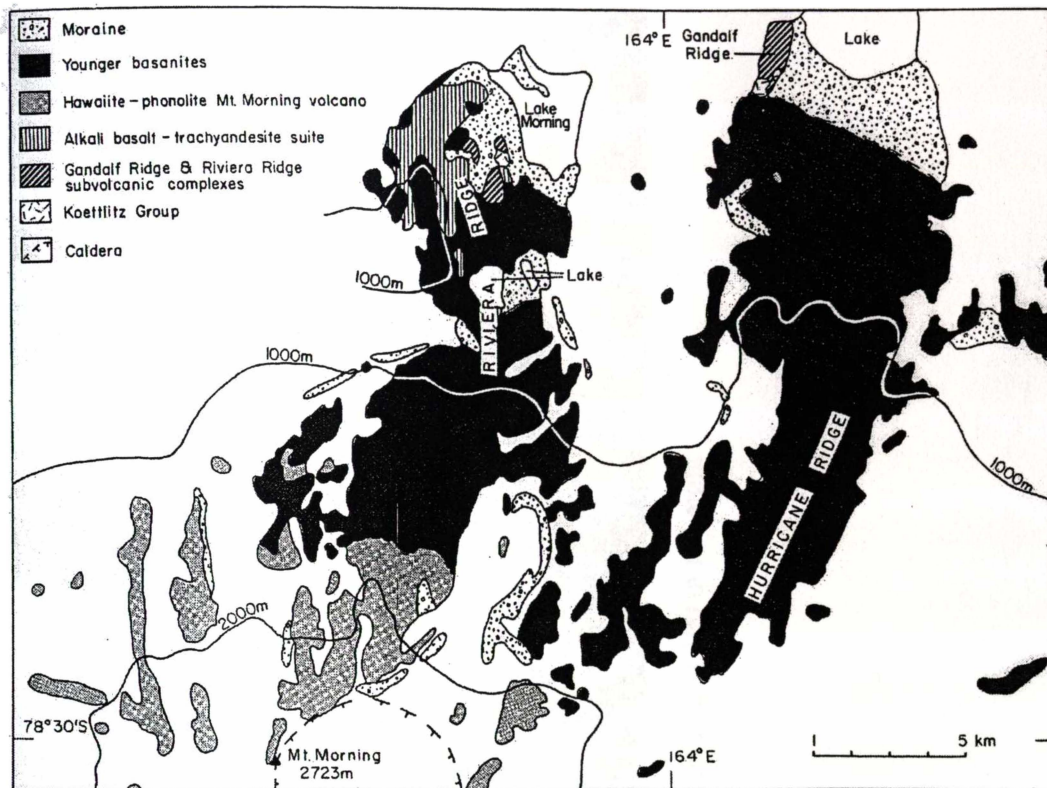 Moraine
Younger basanites
Hawaiite-phonolite Mt. Morning volcano
Alkali basalt-trachyandesite suite
Gandalf Ridge & Riviera Ridge
subvolcanic complexes
Koettlitz Group
Caldera
164°E
Gandalf
Ridge
Lake
Lake
Morning
RIDGE
RIVIERA
Lake
1000m
1000m
1000m
HURRICANE RIDGE
2000m
78°30'S
Mt. Morning
2723m
164°E
1 5 km